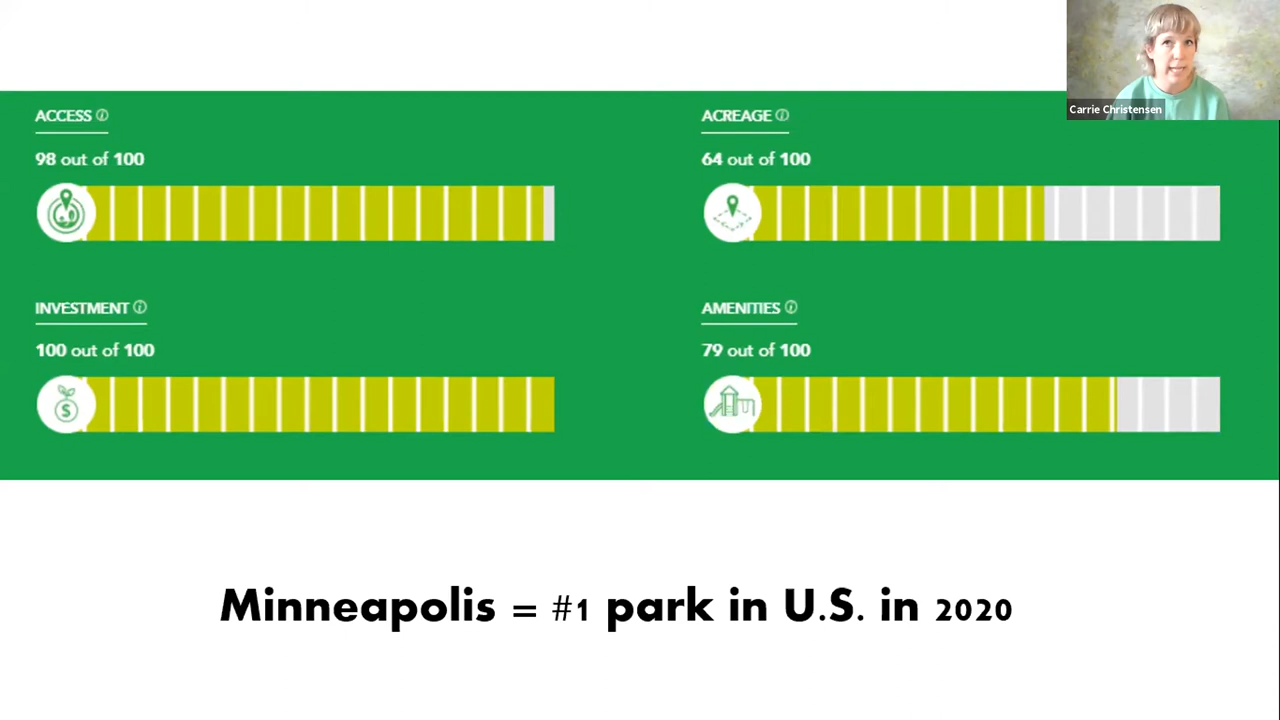 Carrie Christensen
ACCESS
98 out of 100
ACREAGE
64 out of 100
INVESTMENT
100 out of 100
$
AMENITIES
79 out of 100
Minneapolis = #1 park in U.S. in 2020